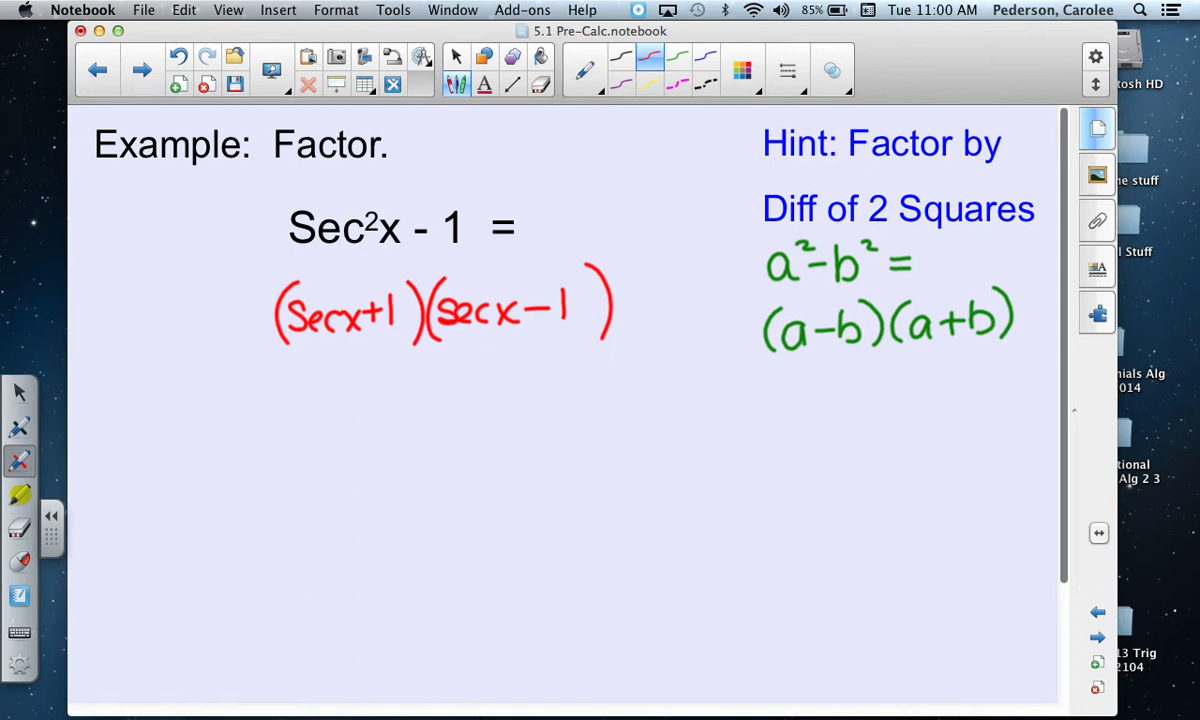 Notebook File Edit View Insert Format Tools Window Add-ons Help 85% Tue 11:00 AM Pederson, Carolee
5.1 Pre-Calc.notebook
Example: Factor.
Sec²x - 1 =
(secx+1)(secx-1)
Hint: Factor by
Diff of 2 Squares
a²-b² =
(a-b)(a+b)
tosh HD
ne stuff
l Stuff
nials Alg
014
tional
Alg 2 3
13 Trig
2104